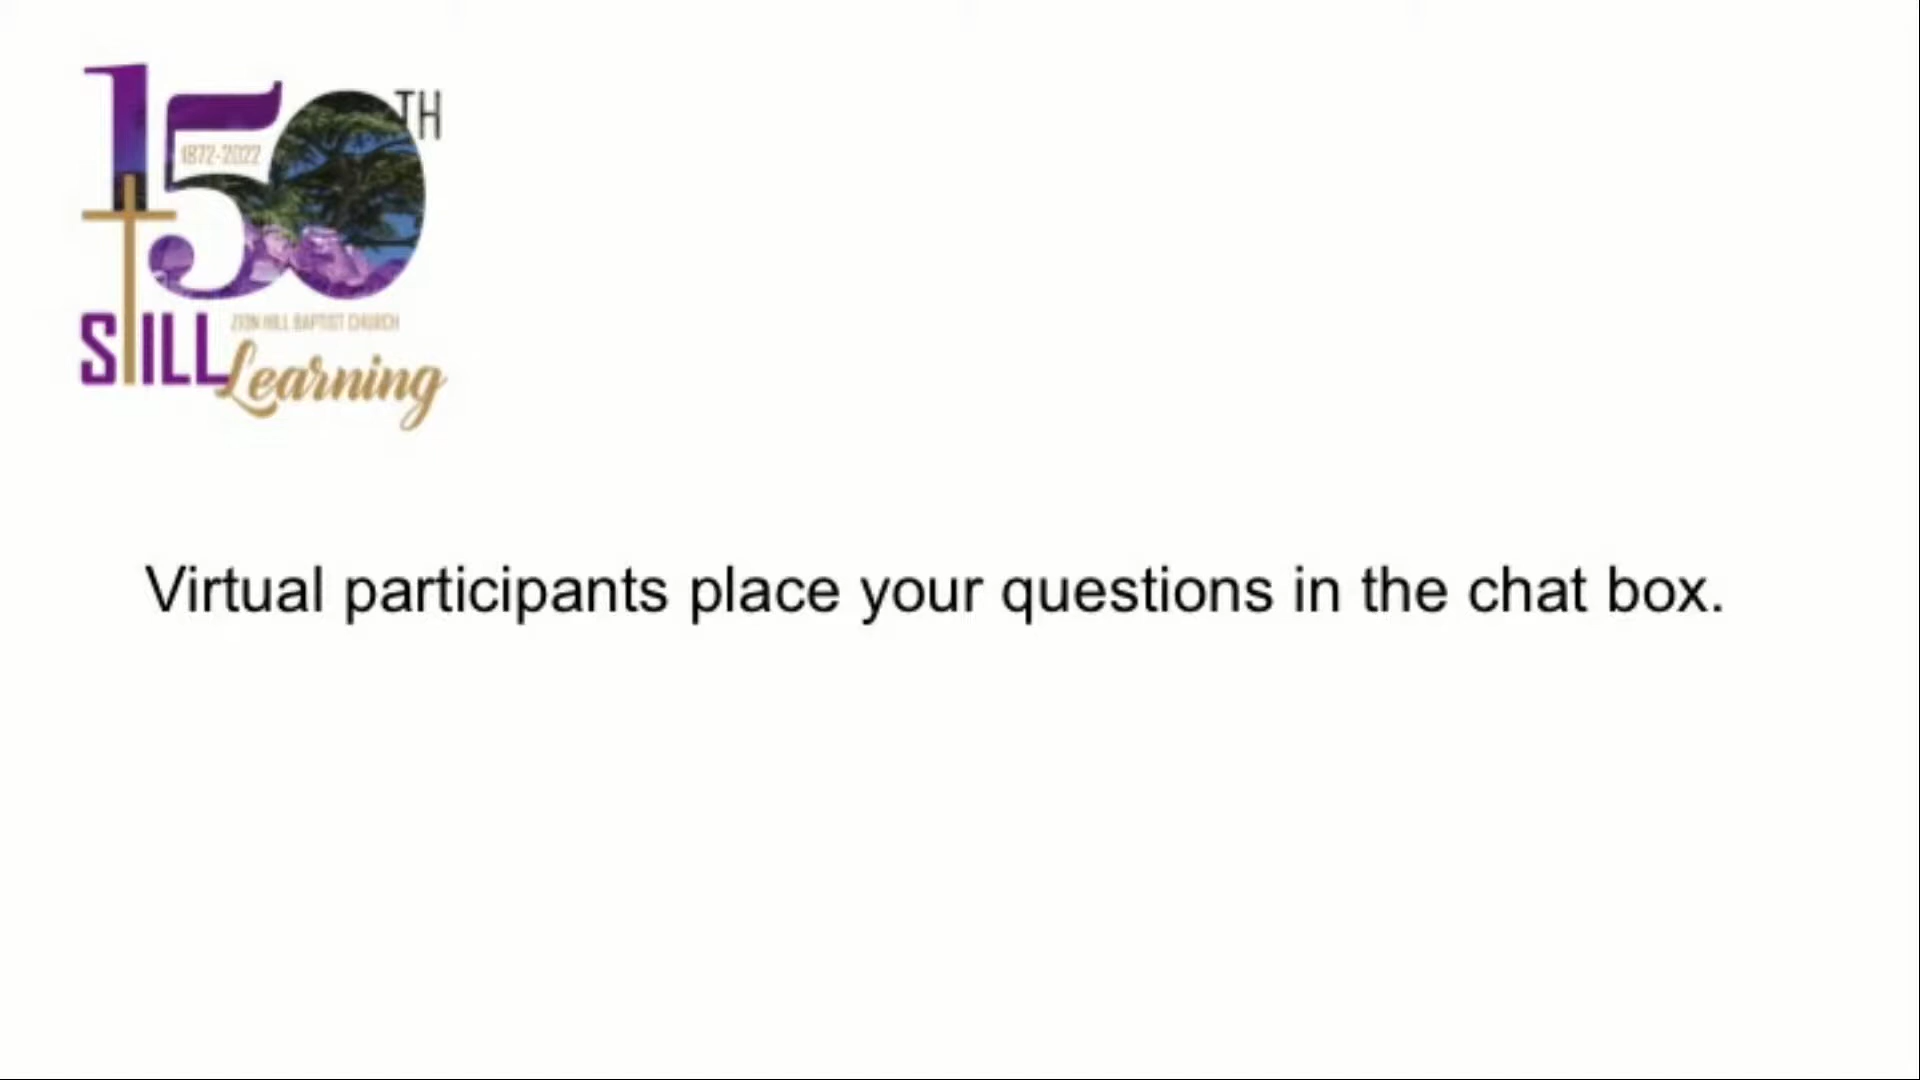 150TH
1872-2022
ZION HILL BAPTIST CHURCH
STILL Learning
Virtual participants place your questions in the chat box.